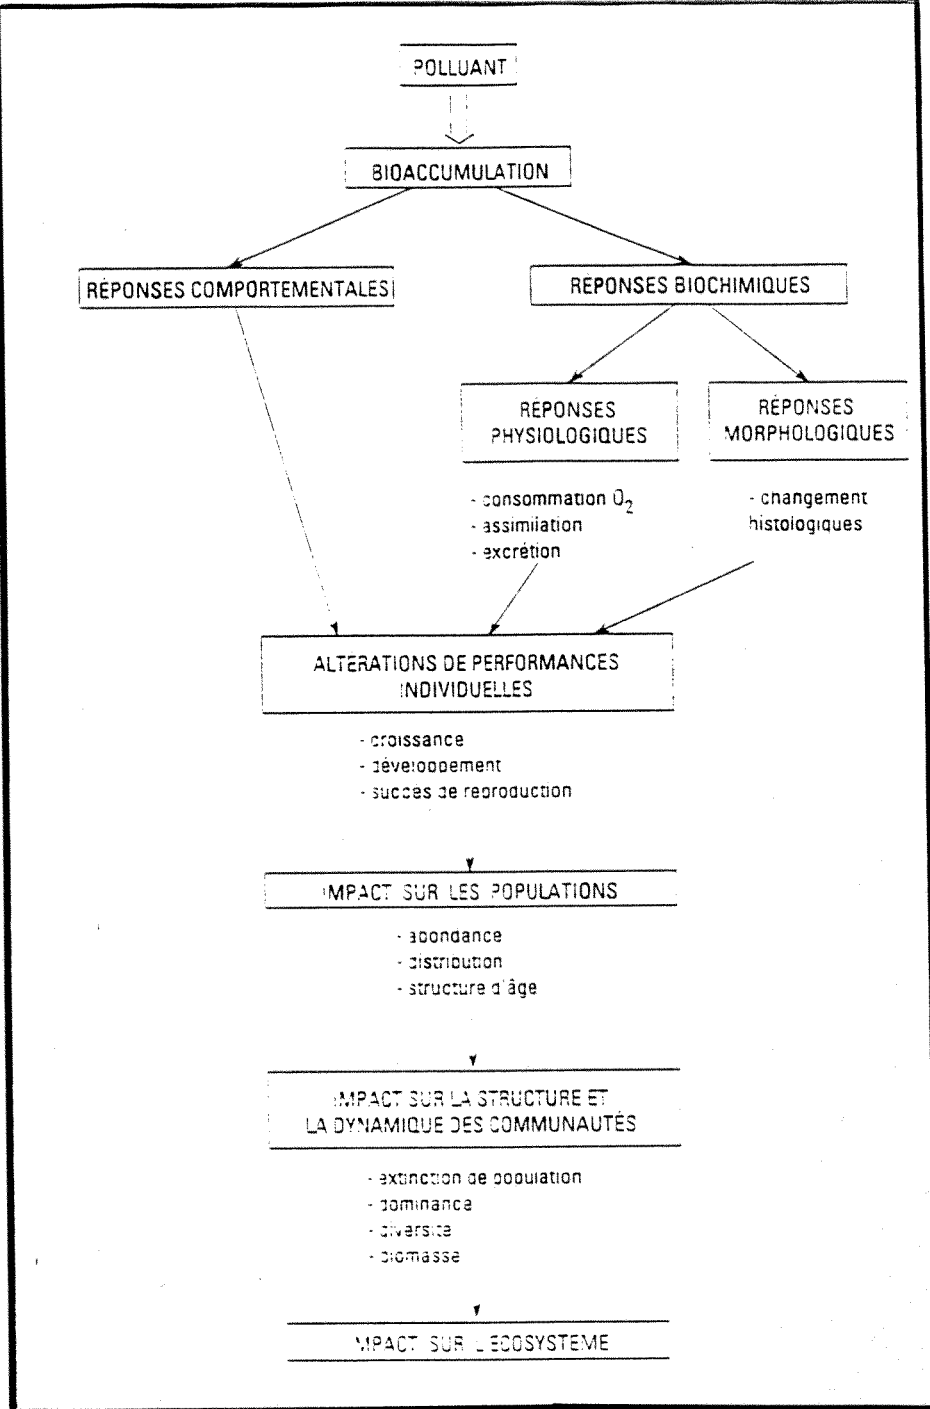 POLLUANT
BIOACCUMULATION
RÉPONSES COMPORTEMENTALES
RÉPONSES BIOCHIMIQUES
RÉPONSES
PHYSIOLOGIQUES
RÉPONSES
MORPHOLOGIQUES
- consommation O2
- assimilation
- excrétion
- changement
histologiques
ALTÉRATIONS DE PERFORMANCES
INDIVIDUELLES
- croissance
- développement
- succès de reproduction
IMPACT SUR LES POPULATIONS
- abondance
- distribution
- structure d'âge
IMPACT SUR LA STRUCTURE ET
LA DYNAMIQUE DES COMMUNAUTÉS
- extinction de population
- dominance
- diversité
- biomasse
IMPACT SUR L'ÉCOSYSTÈME